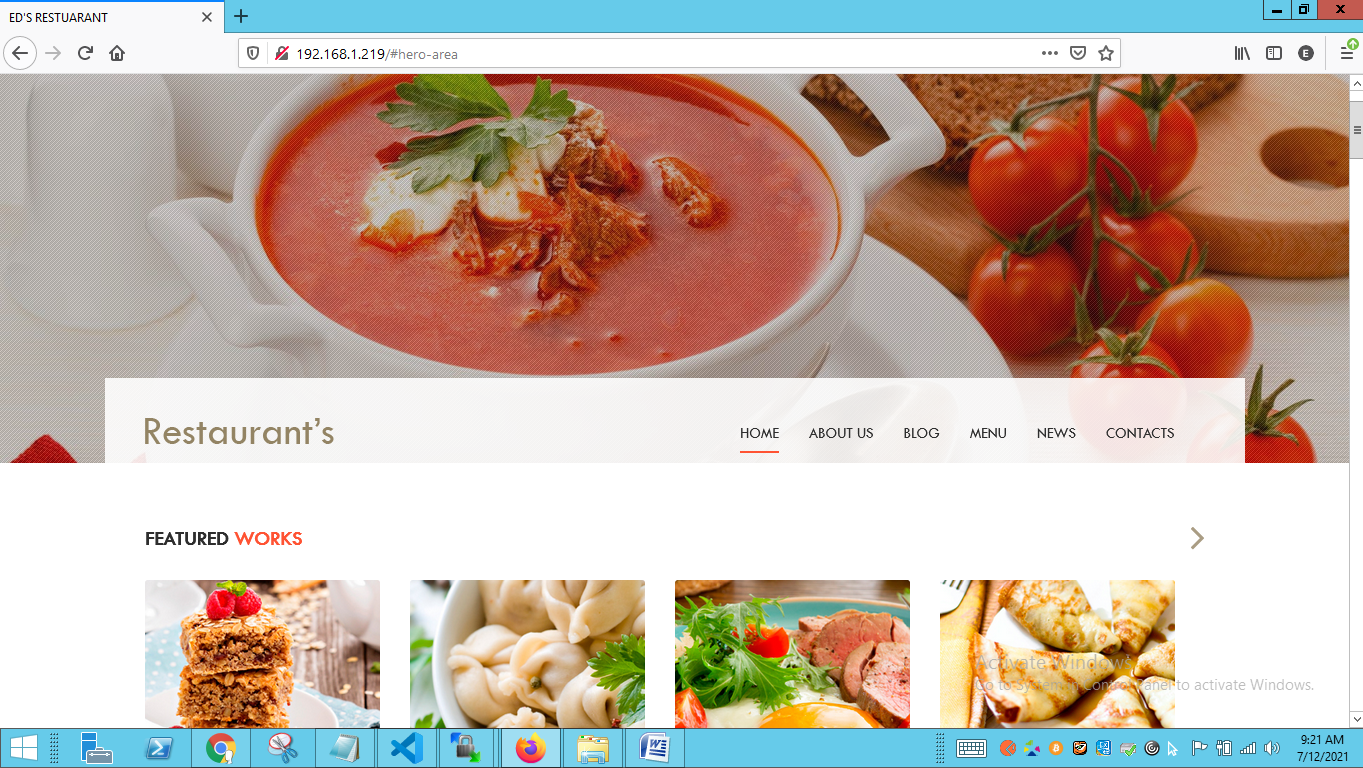 ED'S RESTUARANT
192.168.1.219/#hero-area
Restaurant's
HOME ABOUT US BLOG MENU NEWS CONTACTS
FEATURED WORKS
Activate Windows
Go to System in Control Panel to activate Windows.
9:21 AM
7/12/2021